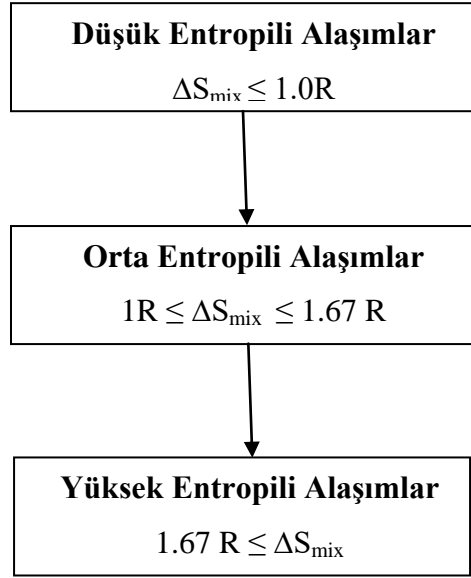 Düşük Entropili Alaşımlar
ΔSmix ≤ 1.0R
Orta Entropili Alaşımlar
1R ≤ ΔSmix ≤ 1.67 R
Yüksek Entropili Alaşımlar
1.67 R ≤ ΔSmix